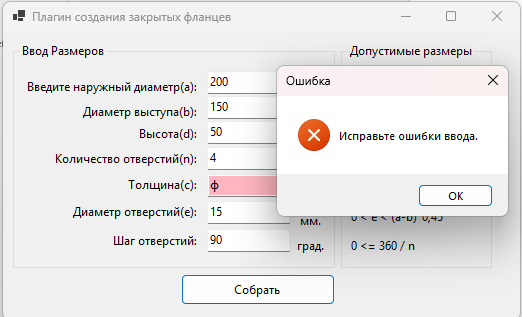 Плагин создания закрытых фланцев
Ввод Размеров
Допустимые размеры
Введите наружный диаметр(a): 200
Диаметр выступа(b): 150
Высота(d): 50
Количество отверстий(n): 4
Толщина(c): ф
Диаметр отверстий(e): 15
мм.
Шаг отверстий: 90
град.
Ошибка
Исправьте ошибки ввода.
ОК
0 < e < (a-b)*0,45
0 <= 360 / n
Собрать